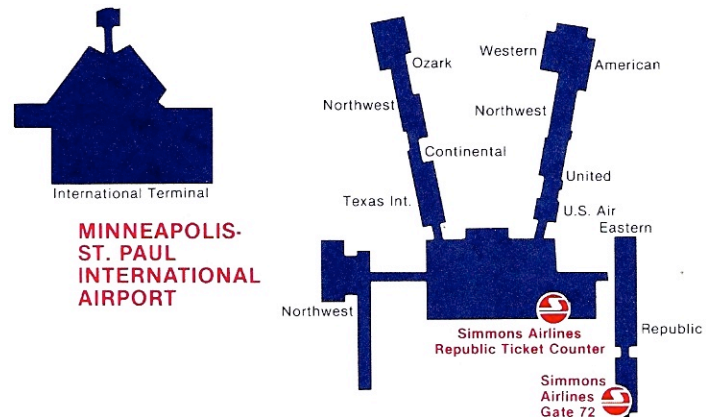 International Terminal
MINNEAPOLIS-
ST. PAUL
INTERNATIONAL
AIRPORT
Ozark
Western
American
Northwest
Northwest
Continental
United
Texas Int.
U.S. Air
Eastern
Northwest
Republic
Simmons Airlines
Republic Ticket Counter
Simmons
Airlines
Gate 72